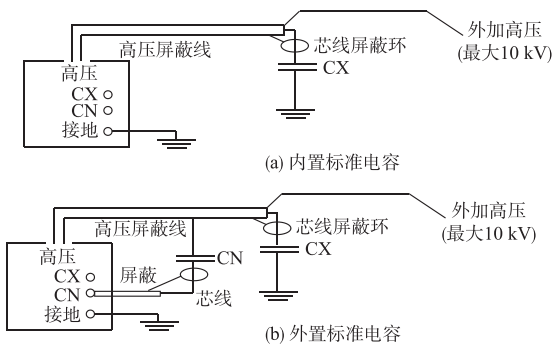 外加高压
(最大10 kV)
高压屏蔽线
芯线屏蔽环
高压
CX
CX
CN
接地
(a) 内置标准电容
外加高压
(最大10 kV)
高压屏蔽线
芯线屏蔽环
高压
CN
CX
CX
屏蔽
CN
芯线
接地
(b) 外置标准电容